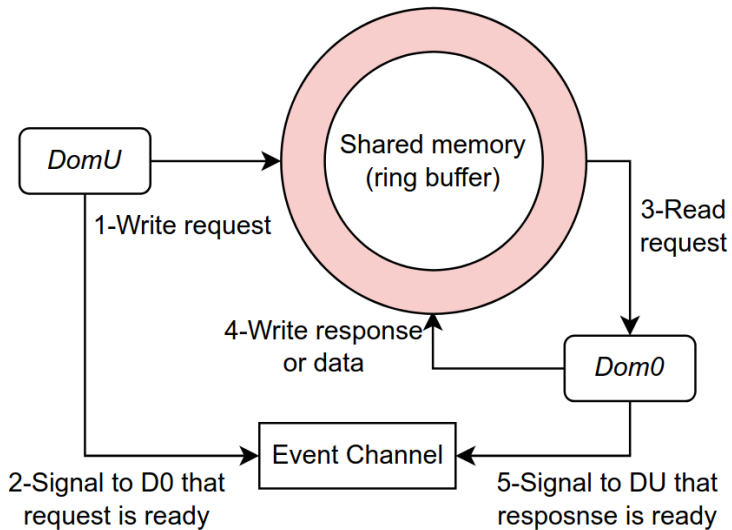 DomU
Shared memory
(ring buffer)
1-Write request
3-Read
request
4-Write response
or data
Dom0
Event Channel
2-Signal to D0 that
request is ready
5-Signal to DU that
resposnse is ready